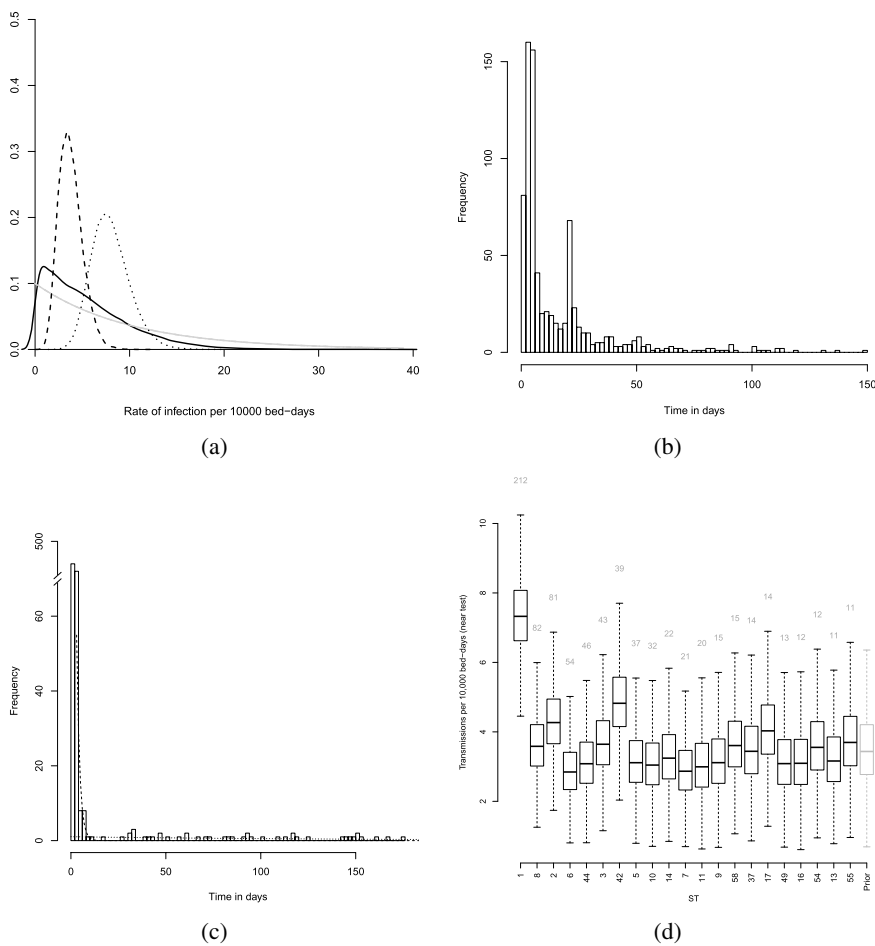 0.5
0.4
0.3
0.2
0.1
0.0
0 10 20 30 40
Rate of infection per 10000 bed−days
(a)
Frequency
150
100
50
0
0 50 100 150
Time in days
(b)
Frequency
500
60
40
20
0
0 50 100 150
Time in days
(c)
Transmissions per 10,000 bed−days (near test)
10
8
6
4
2
212 82 81 54 46 43 39 37 32 22 21 20 15 15 14 14 13 12 12 11 11
1 8 2 6 44 3 42 5 10 14 7 11 9 58 37 17 49 16 54 13 55 Prior
ST
(d)